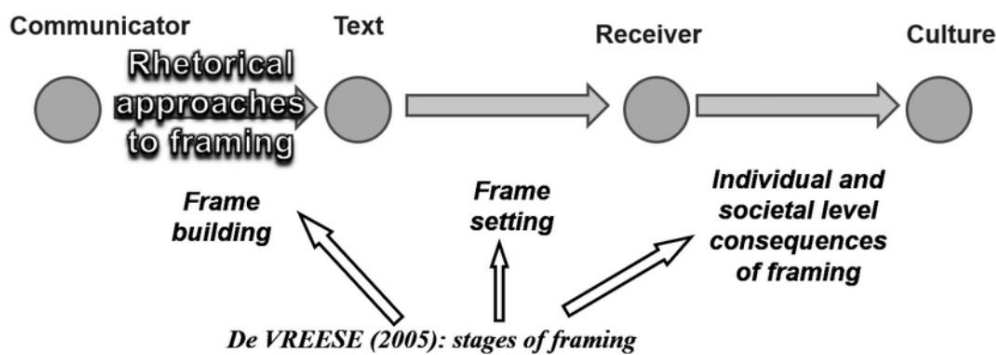 Communicator
Text
Receiver
Culture
Rhetorical
approaches
to framing
Frame
building
Frame
setting
Individual and
societal level
consequences
of framing
De VREESE (2005): stages of framing